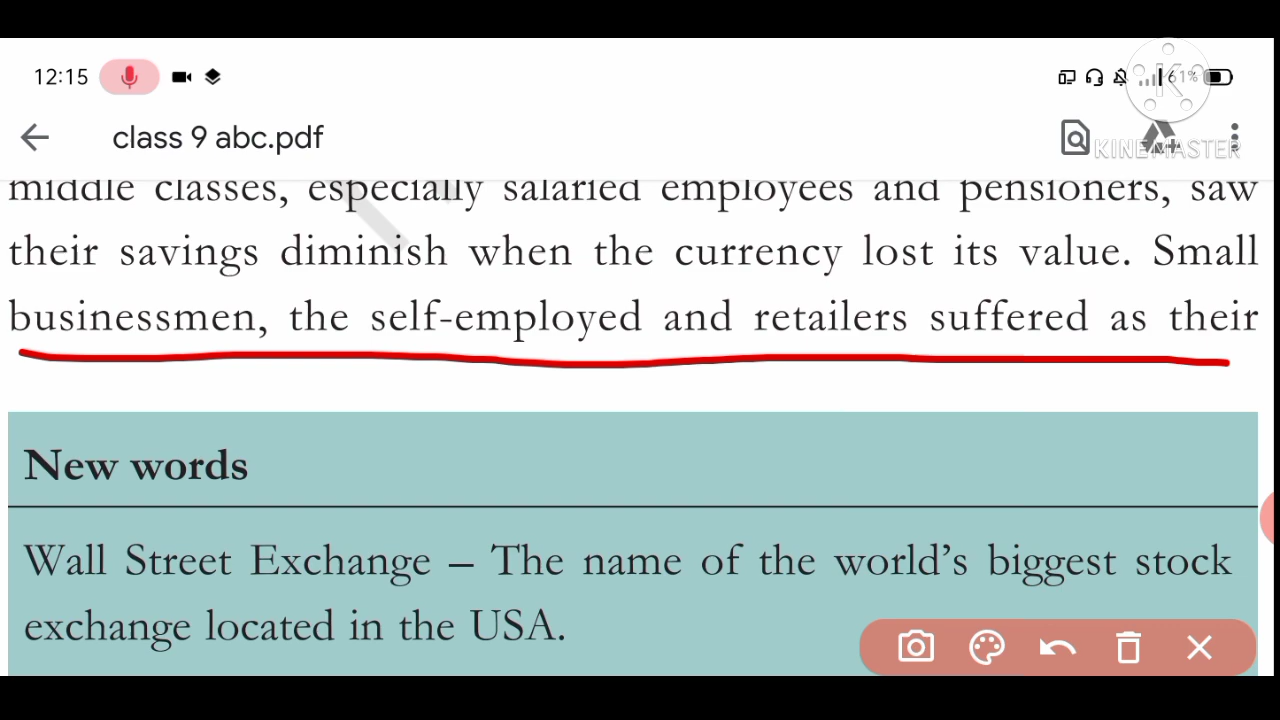 12:15
61%
class 9 abc.pdf
KINEMASTER
middle classes, especially salaried employees and pensioners, saw
their savings diminish when the currency lost its value. Small
businessmen, the self-employed and retailers suffered as their
New words
Wall Street Exchange – The name of the world's biggest stock
exchange located in the USA.